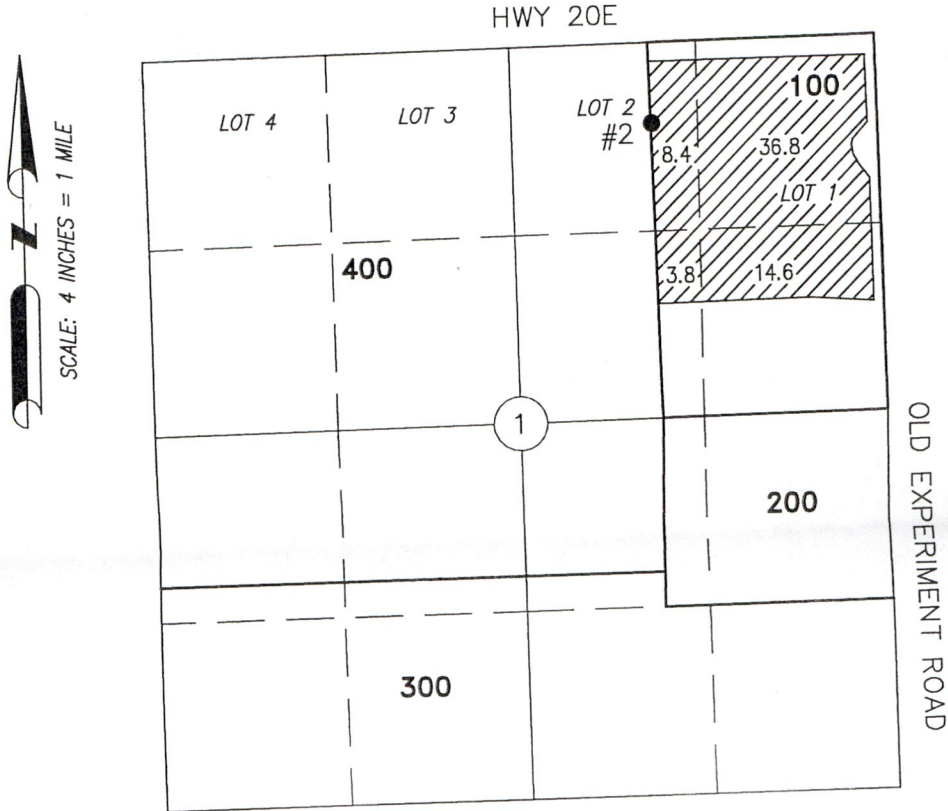 HWY 20E
SCALE: 4 INCHES = 1 MILE
N
LOT 4
LOT 3
LOT 2
#2
100
8.4
36.8
LOT 1
400
3.8
14.6
1
200
OLD EXPERIMENT ROAD
300